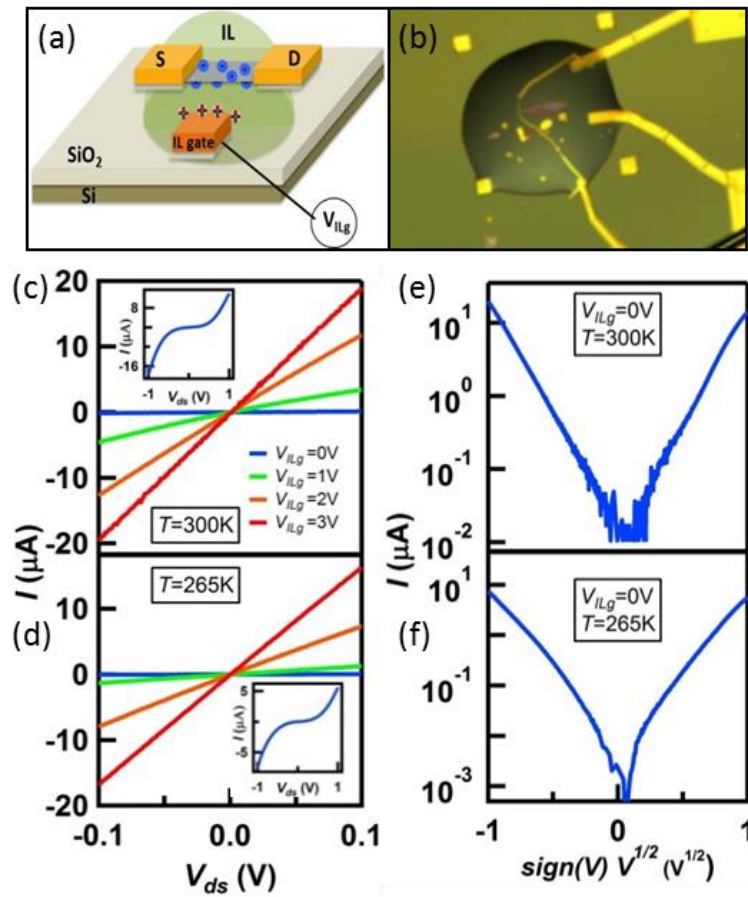 (a)
IL
S
D
IL gate
SiO2
Si
VILg
(b)
(c)
20
10
0
-10
-20
I (μA)
8
-16
-1
1
Vds (V)
I (μA)
VILg=0V
VILg=1V
VILg=2V
VILg=3V
T=300K
(d)
T=265K
10
0
-10
-20
-0.1
0.0
0.1
Vds (V)
5
-5
I (μA)
-1
1
Vds (V)
(e)
VILg=0V
T=300K
10^1
10^0
10^-1
10^-2
I (μA)
(f)
VILg=0V
T=265K
10^1
10^-1
10^-3
-1
0
1
sign(V) V^1/2 (V^1/2)